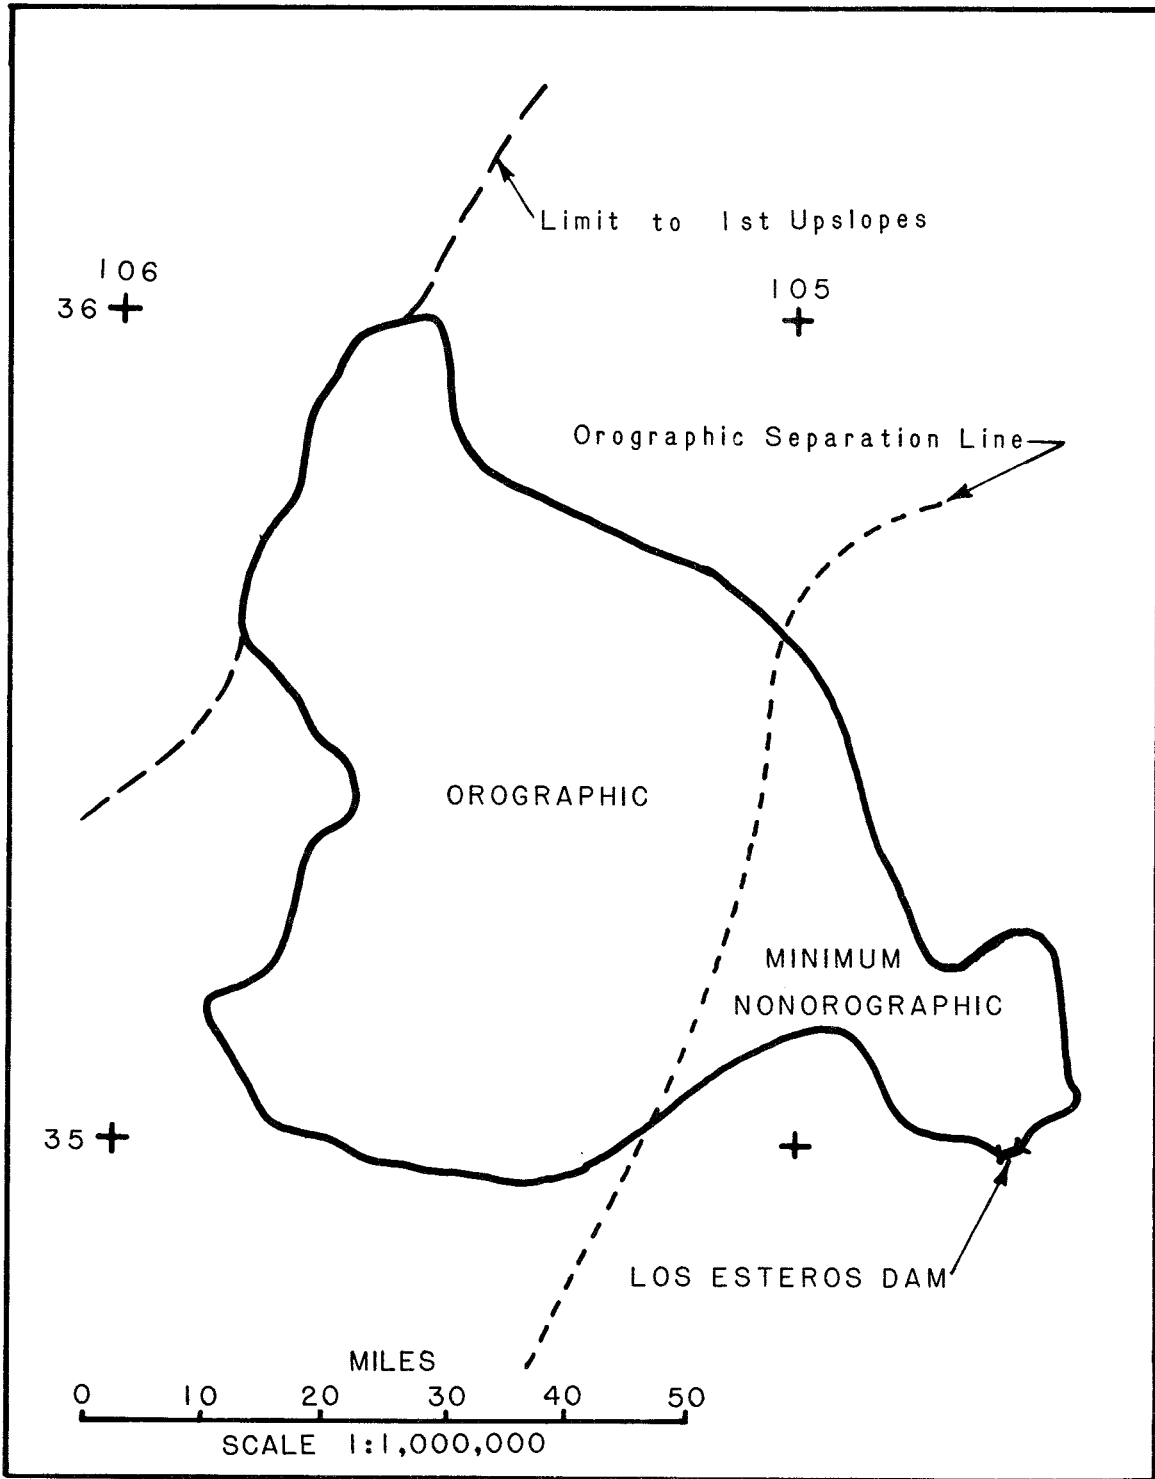 Limit to 1st Upslopes
106
36
105
Orographic Separation Line
OROGRAPHIC
MINIMUM
NONOROGRAPHIC
35
LOS ESTEROS DAM
MILES
0 10 20 30 40 50
SCALE 1:1,000,000